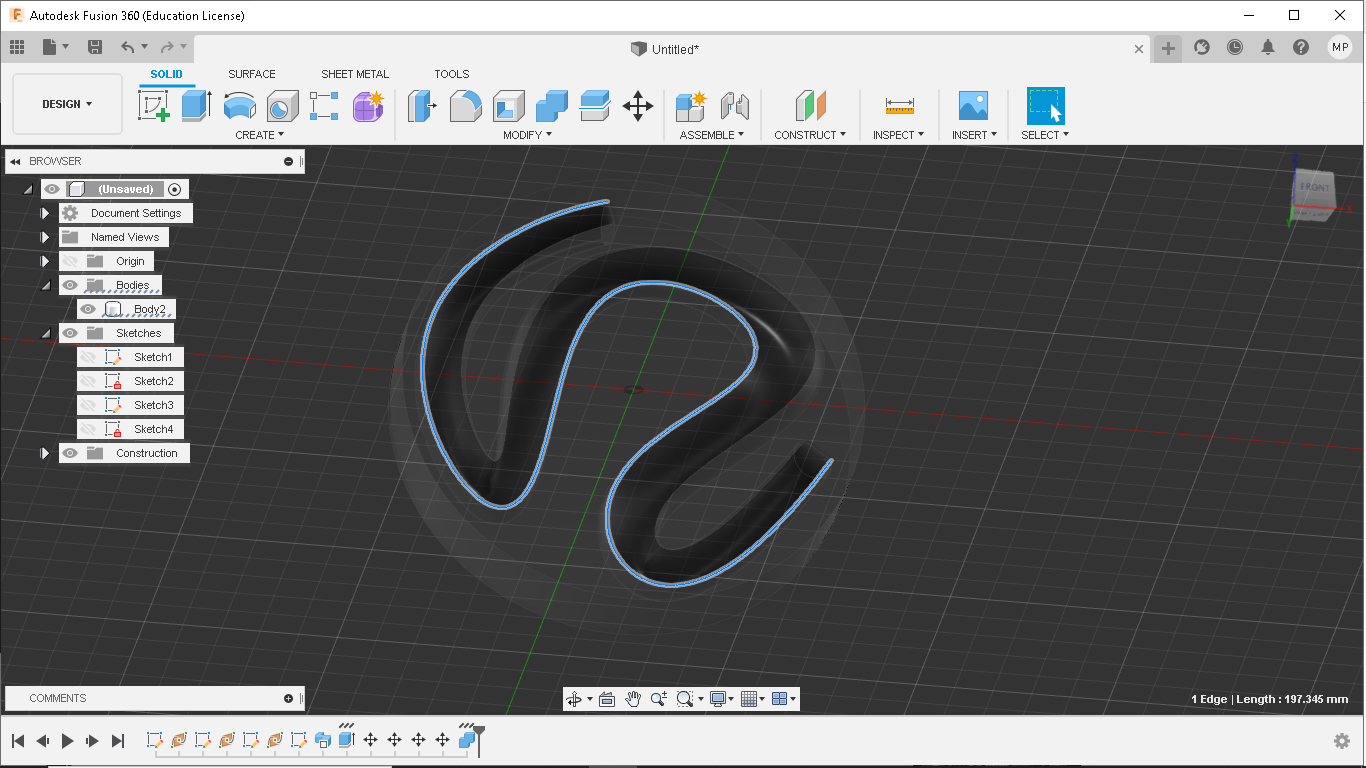 Autodesk Fusion 360 (Education License)
Untitled*
MP
SOLID SURFACE SHEET METAL TOOLS
DESIGN
CREATE MODIFY ASSEMBLE CONSTRUCT INSPECT INSERT SELECT
BROWSER
(Unsaved)
Document Settings
Named Views
Origin
Bodies
Body2
Sketches
Sketch1
Sketch2
Sketch3
Sketch4
Construction
FRONT
COMMENTS
1 Edge | Length : 197.345 mm